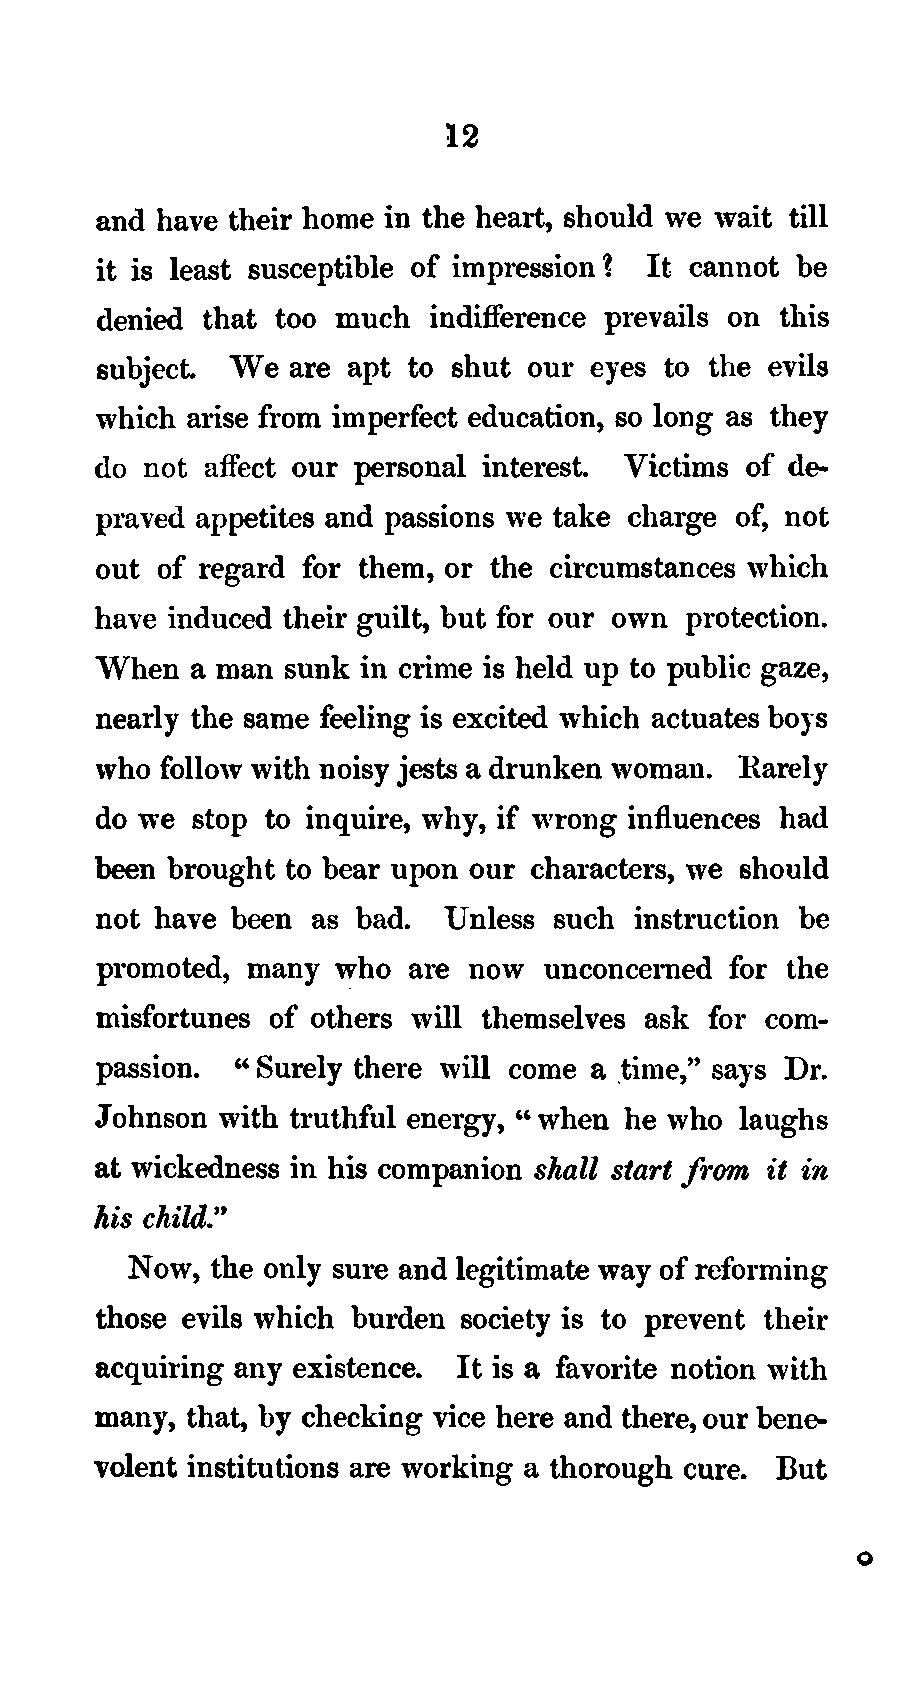 12
and have their home in the heart, should we wait till
it is least susceptible of impression? It cannot be
denied that too much indifference prevails on this
subject. We are apt to shut our eyes to the evils
which arise from imperfect education, so long as they
do not affect our personal interest. Victims of de-
praved appetites and passions we take charge of, not
out of regard for them, or the circumstances which
have induced their guilt, but for our own protection.
When a man sunk in crime is held up to public gaze,
nearly the same feeling is excited which actuates boys
who follow with noisy jests a drunken woman. Rarely
do we stop to inquire, why, if wrong influences had
been brought to bear upon our characters, we should
not have been as bad. Unless such instruction be
promoted, many who are now unconcerned for the
misfortunes of others will themselves ask for com-
passion. "Surely there will come a time," says Dr.
Johnson with truthful energy, "when he who laughs
at wickedness in his companion shall start from it in
his child."
Now, the only sure and legitimate way of reforming
those evils which burden society is to prevent their
acquiring any existence. It is a favorite notion with
many, that, by checking vice here and there, our bene-
volent institutions are working a thorough cure. But